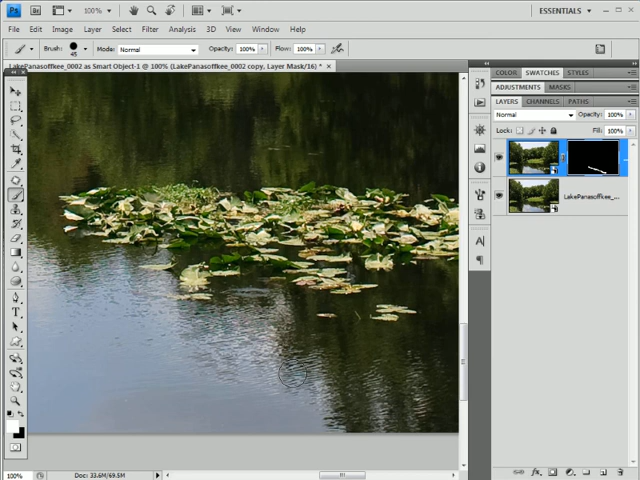 Ps 100% ESSENTIALS
File Edit Image Layer Select Filter Analysis 3D View Window Help
Brush: 45 Mode: Normal Opacity: 100% Flow: 100%
LakePanasoffkee_0002 as Smart Object-1 @ 100% (LakePanasoffkee_0002 copy, Layer Mask/16) *
COLOR SWATCHES STYLES
ADJUSTMENTS MASKS
LAYERS CHANNELS PATHS
Normal Opacity: 100%
Lock: Fill: 100%
LakePanasoffkee_...
100% Doc: 33.6M/69.5M